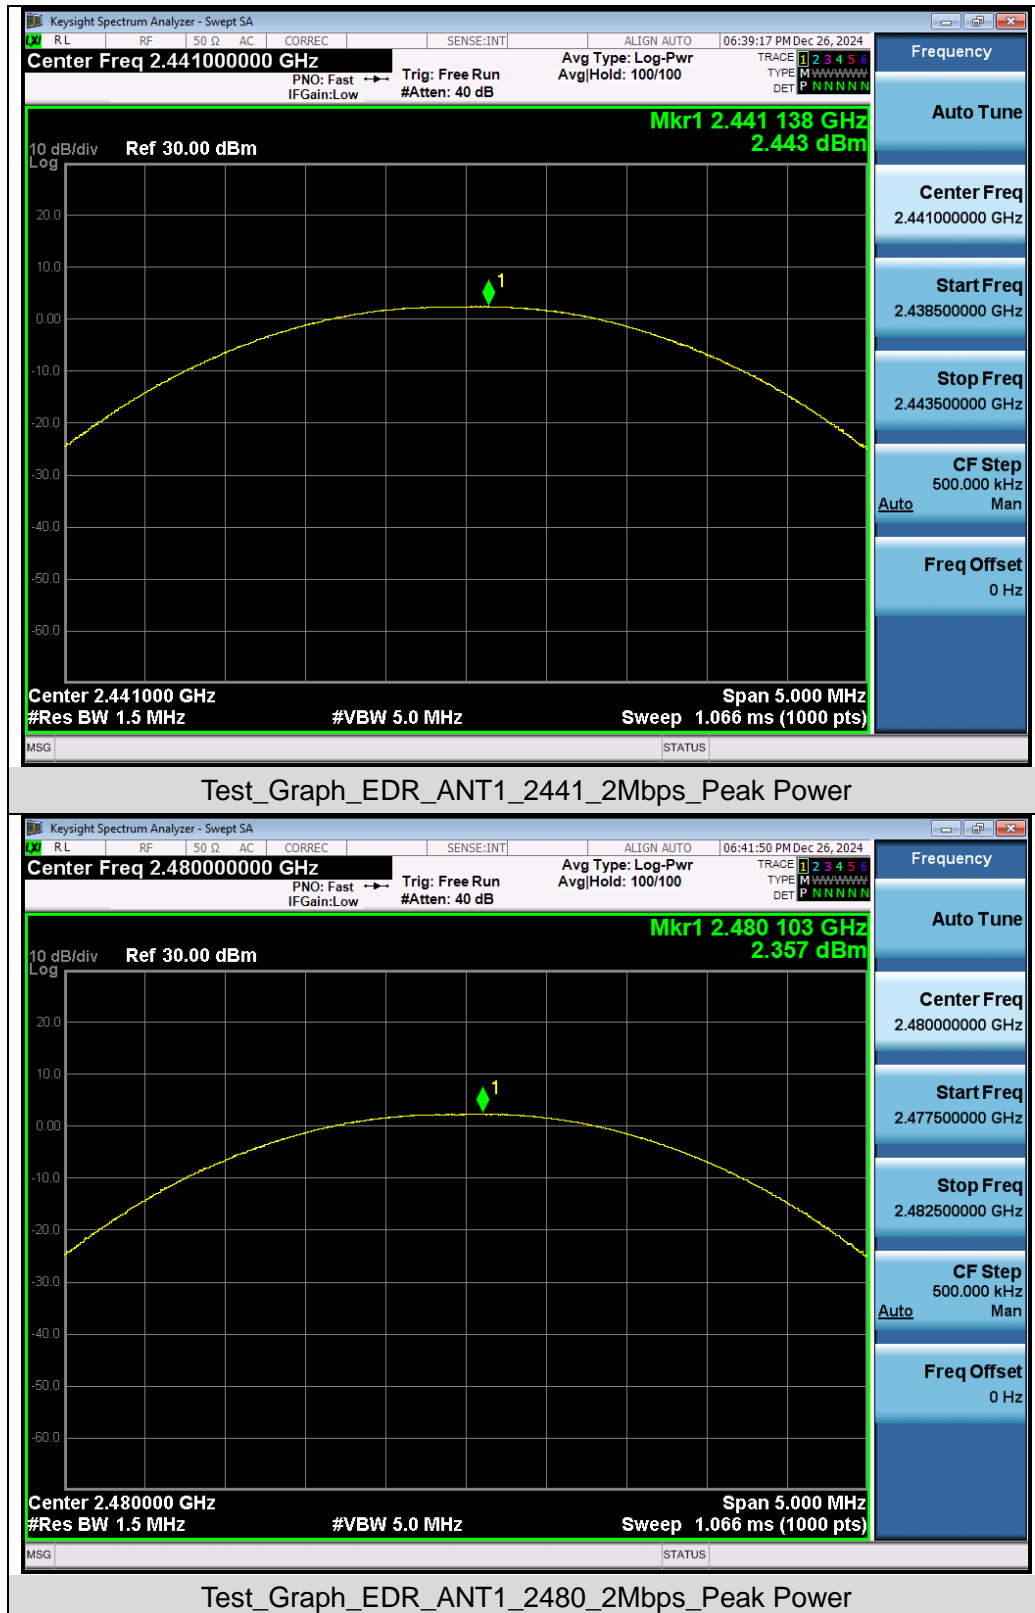 Keysight Spectrum Analyzer - Swept SA
LXI RL RF 50 Ω AC CORREC SENSE:INT ALIGN AUTO 06:39:17 PM Dec 26, 2024
Center Freq 2.441000000 GHz
PNO: Fast
IFGain:Low
Trig: Free Run
#Atten: 40 dB
Avg Type: Log-Pwr
Avg|Hold: 100/100
TRACE 1 2 3 4 5 6
TYPE M WWWWW
DET P N N N N N
Mkr1 2.441 138 GHz
2.443 dBm
10 dB/div Ref 30.00 dBm
Log
20.0
10.0
1
0.00
-10.0
-20.0
-30.0
-40.0
-50.0
-60.0
Center 2.441000 GHz Span 5.000 MHz
#Res BW 1.5 MHz #VBW 5.0 MHz Sweep 1.066 ms (1000 pts)
MSG STATUS
Frequency
Auto Tune
Center Freq
2.441000000 GHz
Start Freq
2.438500000 GHz
Stop Freq
2.443500000 GHz
CF Step
500.000 kHz
Auto Man
Freq Offset
0 Hz
Test_Graph_EDR_ANT1_2441_2Mbps_Peak Power
Keysight Spectrum Analyzer - Swept SA
LXI RL RF 50 Ω AC CORREC SENSE:INT ALIGN AUTO 06:41:50 PM Dec 26, 2024
Center Freq 2.480000000 GHz
PNO: Fast
IFGain:Low
Trig: Free Run
#Atten: 40 dB
Avg Type: Log-Pwr
Avg|Hold: 100/100
TRACE 1 2 3 4 5 6
TYPE M WWWWW
DET P N N N N N
Mkr1 2.480 103 GHz
2.357 dBm
10 dB/div Ref 30.00 dBm
Log
20.0
10.0
1
0.00
-10.0
-20.0
-30.0
-40.0
-50.0
-60.0
Center 2.480000 GHz Span 5.000 MHz
#Res BW 1.5 MHz #VBW 5.0 MHz Sweep 1.066 ms (1000 pts)
MSG STATUS
Frequency
Auto Tune
Center Freq
2.480000000 GHz
Start Freq
2.477500000 GHz
Stop Freq
2.482500000 GHz
CF Step
500.000 kHz
Auto Man
Freq Offset
0 Hz
Test_Graph_EDR_ANT1_2480_2Mbps_Peak Power